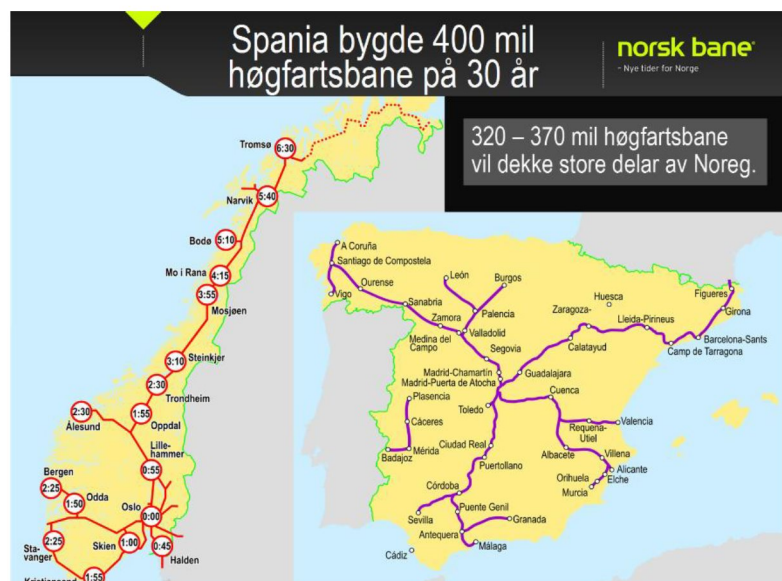 Spania bygde 400 mil
høgfartsbane på 30 år
norsk bane
- Nye tider for Norge
320 – 370 mil høgfartsbane
vil dekke store delar av Noreg.
Tromsø
6:30
Narvik
5:40
Bodø
5:10
Mo i Rana
4:15
3:55
Mosjøen
3:10
Steinkjer
2:30
Trondheim
2:30
Ålesund
1:55
Oppdal
Lille-
hammer
0:55
Bergen
2:25
Odda
1:50
Oslo
0:00
Sta-
vanger
2:25
Skien
1:00
0:45
Halden
Kristiansand
1:55
A Coruña
Santiago de Compostela
Vigo
Ourense
Sanabria
León
Burgos
Palencia
Zamora
Medina del
Campo
Valladolid
Segovia
Huesca
Zaragoza-
Calatayud
Lleida-Pirineus
Figueres
Girona
Barcelona-Sants
Camp de Tarragona
Madrid-Chamartín
Madrid-Puerta de Atocha
Guadalajara
Plasencia
Cáceres
Badajoz
Mérida
Toledo
Cuenca
Requena-
Utiel
Valencia
Ciudad Real
Puertollano
Albacete
Villena
Alicante
Elche
Orihuela
Murcia
Córdoba
Sevilla
Puente Genil
Granada
Antequera
Málaga
Cádiz